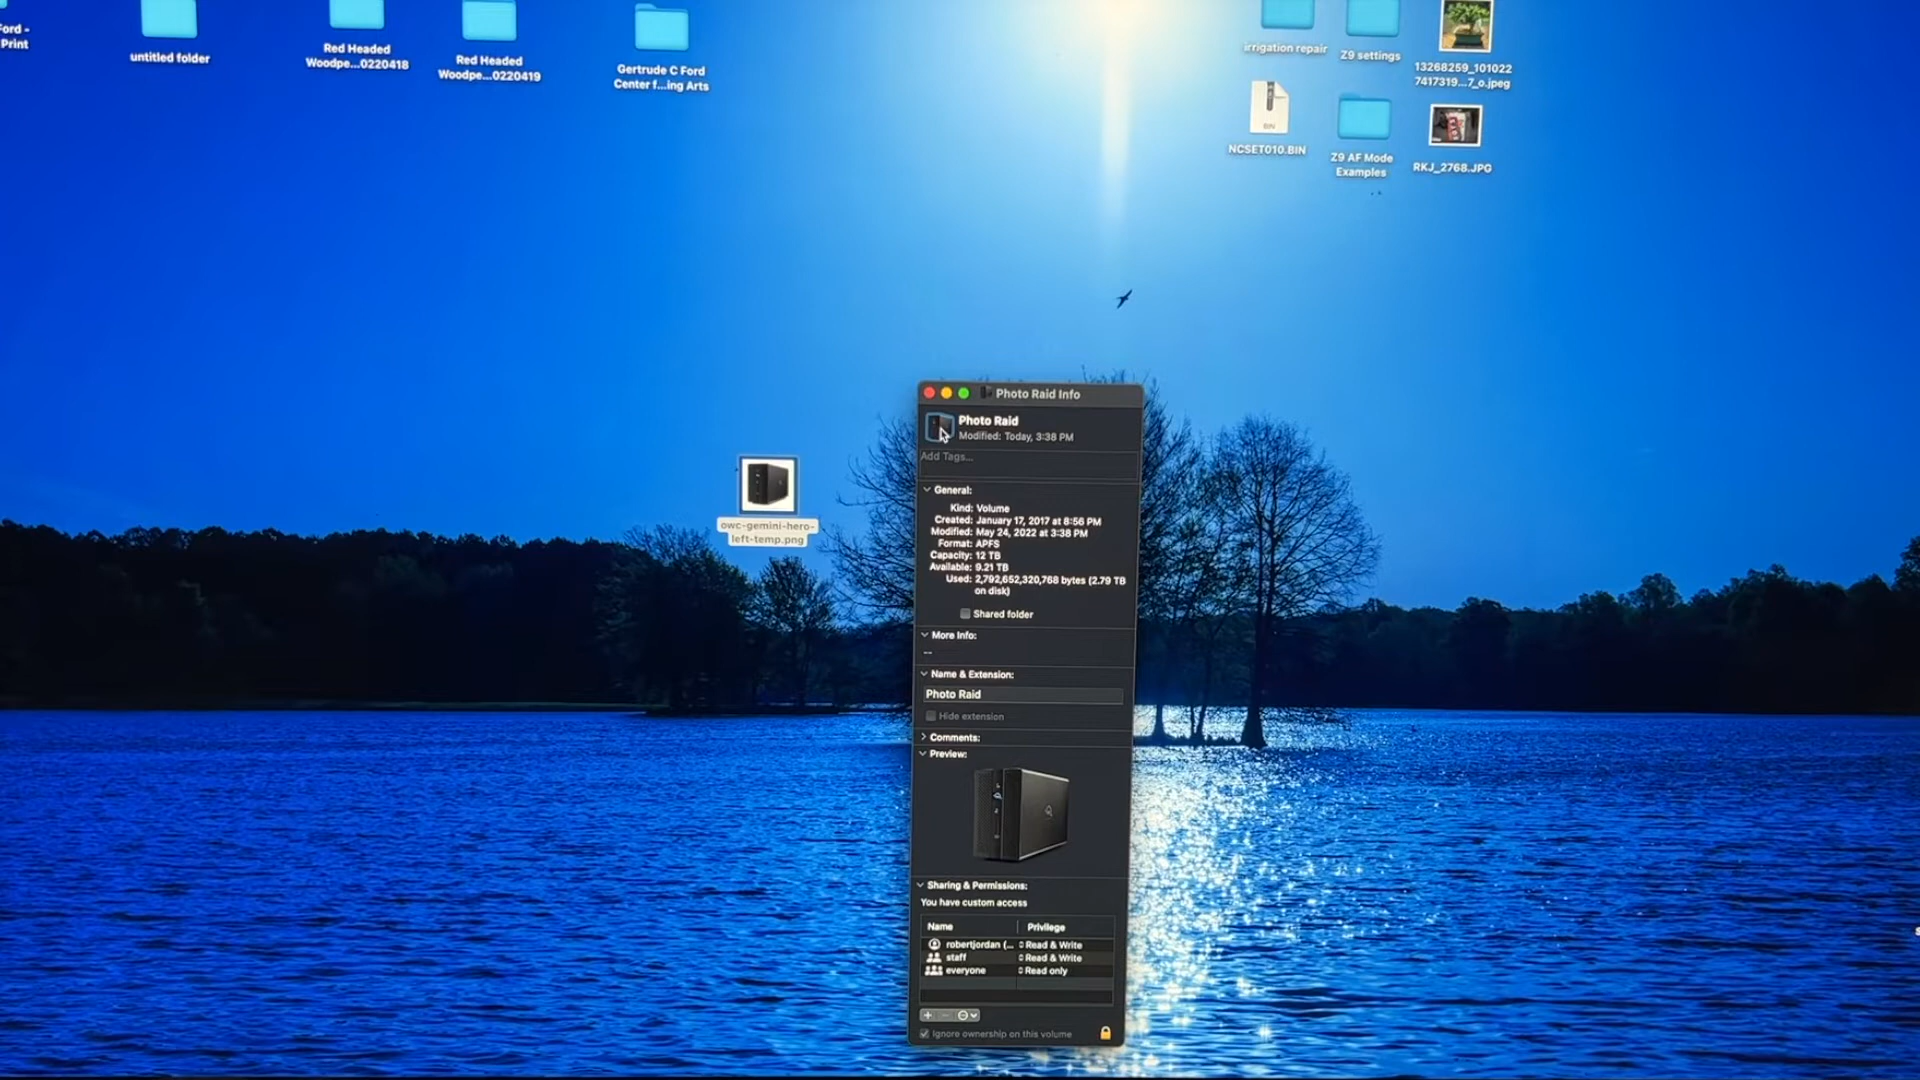 Ford -
Print
untitled folder
Red Headed
Woodpe...0220418
Red Headed
Woodpe...0220419
Gertrude C Ford
Center f...ing Arts
irrigation repair
Z9 settings
13268259_101022
7417319...7_o.jpeg
BIN
NCSET010.BIN
Z9 AF Mode
Examples
RKJ_2768.JPG
owc-gemini-hero-
left-temp.png
Photo Raid Info
Photo Raid
Modified: Today, 3:38 PM
Add Tags...
General:
Kind: Volume
Created: January 17, 2017 at 8:56 PM
Modified: May 24, 2022 at 3:38 PM
Format: APFS
Capacity: 12 TB
Available: 9.21 TB
Used: 2,792,652,320,768 bytes (2.79 TB
on disk)
Shared folder
More Info:
--
Name & Extension:
Photo Raid
Hide extension
Comments:
Preview:
Sharing & Permissions:
You have custom access
Name Privilege
robertjordan (... Read & Write
staff Read & Write
everyone Read only
Ignore ownership on this volume